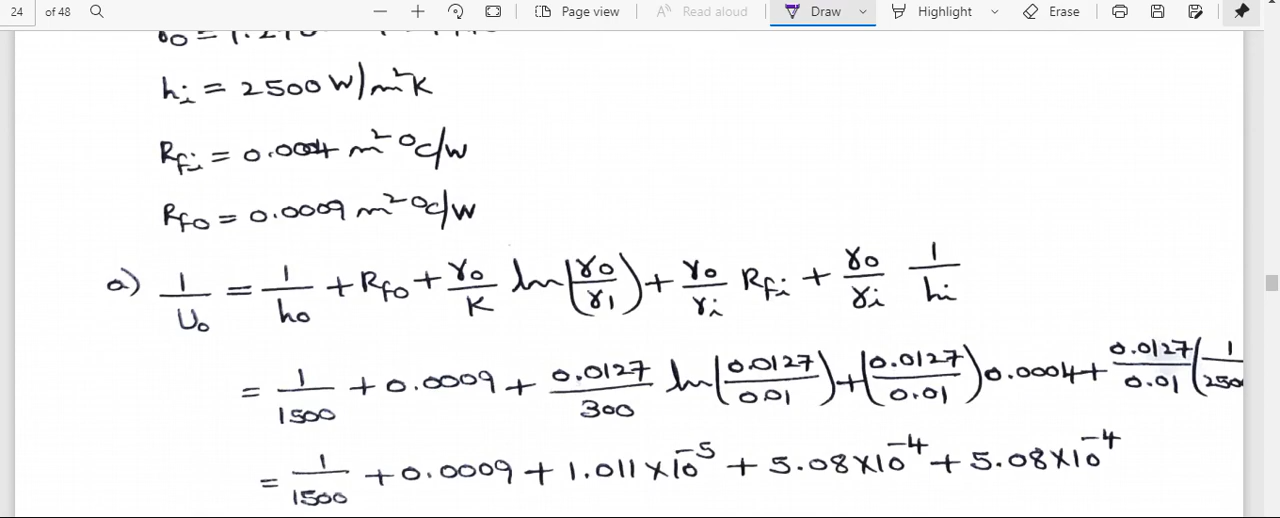 24 of 48 Page view Read aloud Draw Highlight Erase
hi = 2500 W/m²K
Rfi = 0.0004 m² °C/W
Rfo = 0.0009 m² °C/W
a) 1/Uo = 1/ho + Rfo + ro/K ln(ro/r1) + ro/ri Rfi + ro/ri 1/hi
= 1/1500 + 0.0009 + 0.0127/300 ln(0.0127/0.01) + (0.0127/0.01) 0.0004 + 0.0127/0.01 (1/250
= 1/1500 + 0.0009 + 1.011 × 10⁻⁵ + 5.08 × 10⁻⁴ + 5.08 × 10⁻⁴